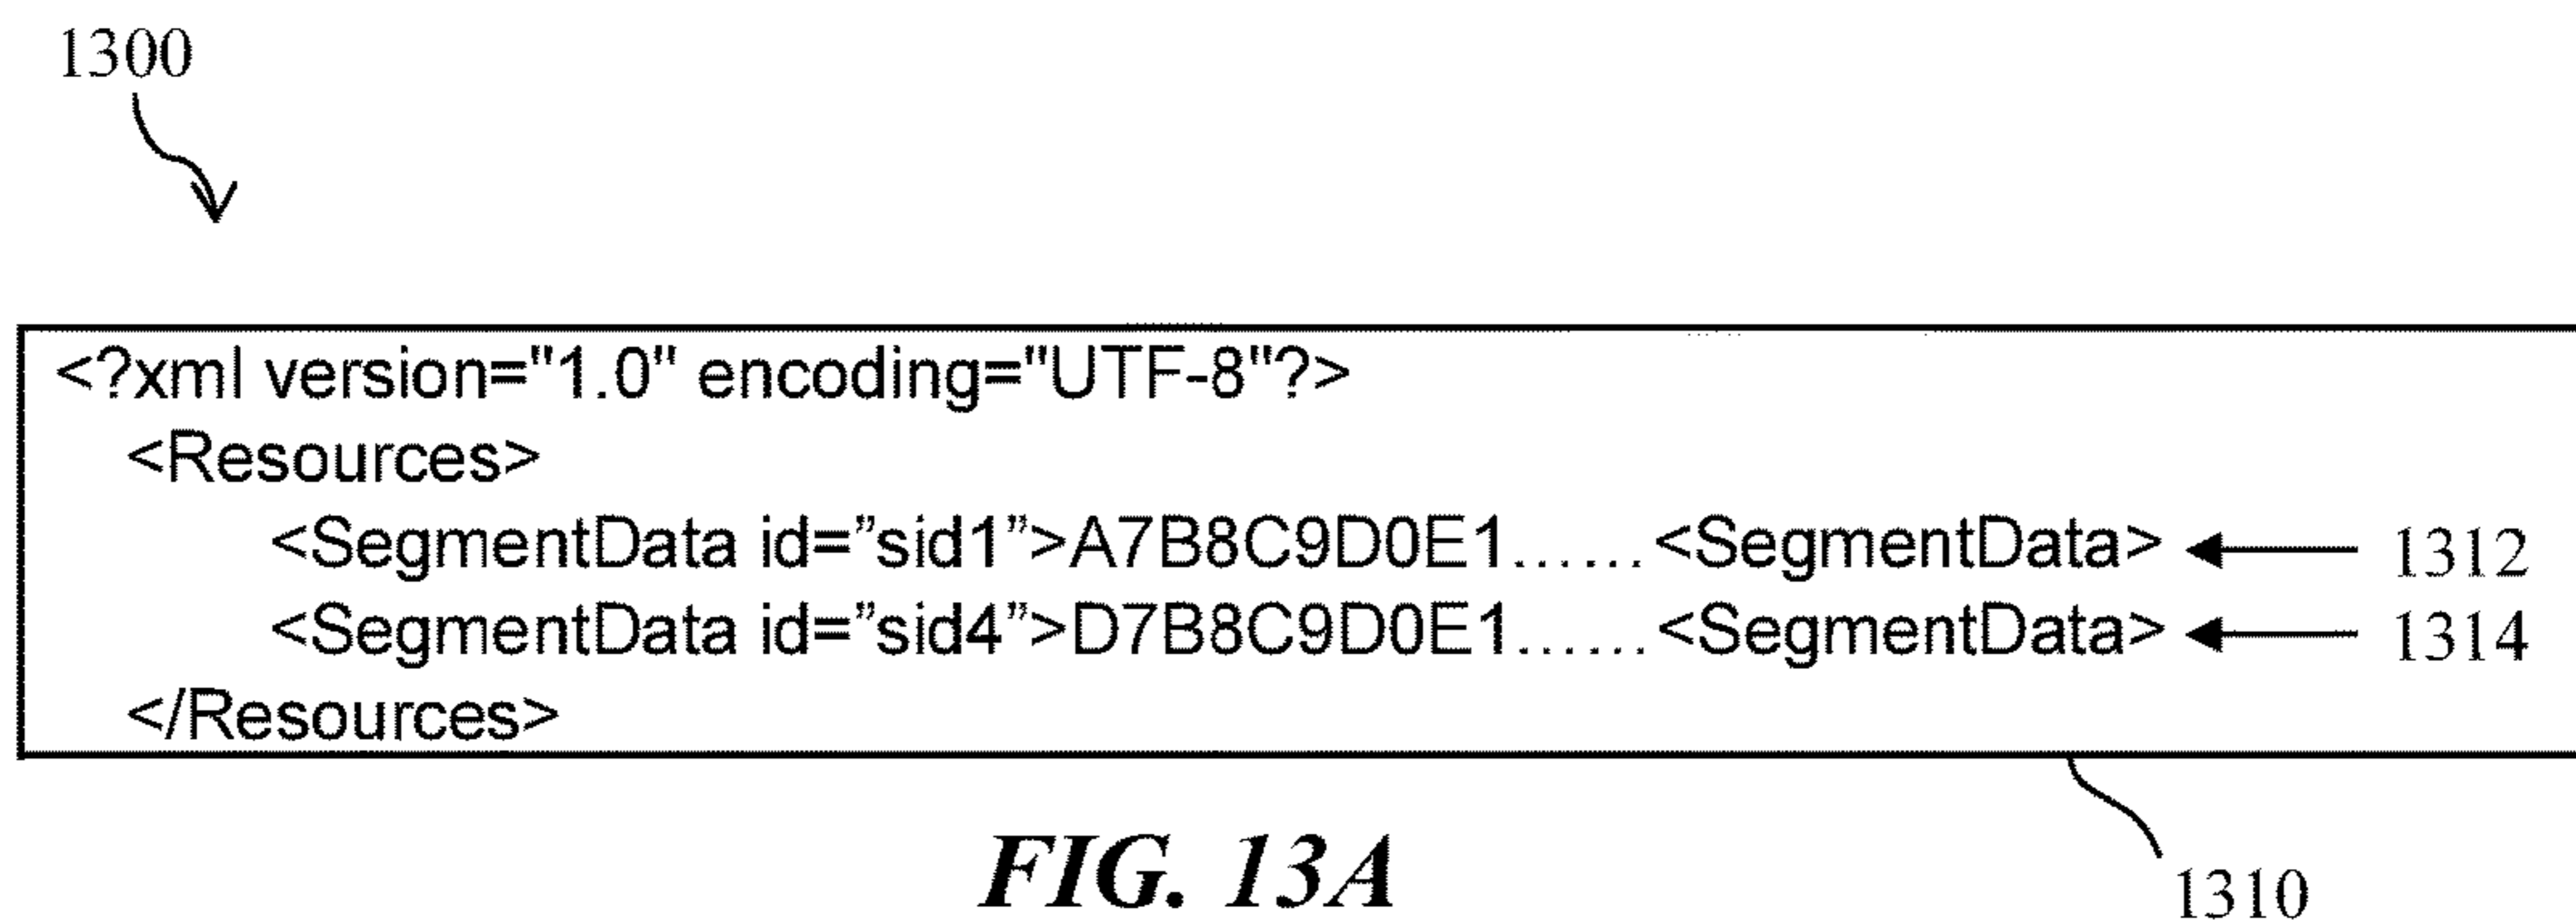 1300
<?xml version="1.0" encoding="UTF-8"?>
<Resources>
<SegmentData id=”sid1”>A7B8C9D0E1......<SegmentData> 1312
<SegmentData id=”sid4”>D7B8C9D0E1......<SegmentData> 1314
</Resources>
FIG. 13A
1310